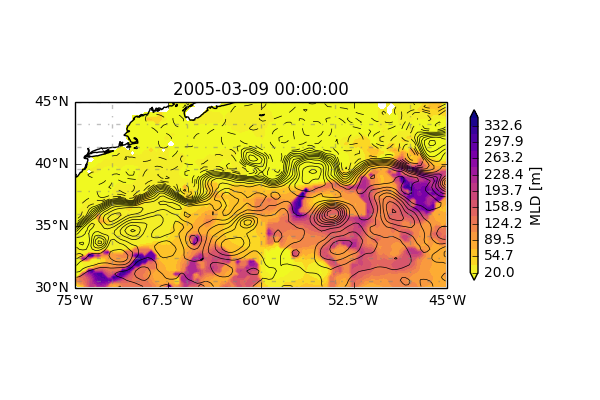 2005-03-09 00:00:00
45°N
40°N
35°N
30°N
75°W
67.5°W
60°W
52.5°W
45°W
332.6
297.9
263.2
228.4
193.7
158.9
124.2
89.5
54.7
20.0
MLD [m]